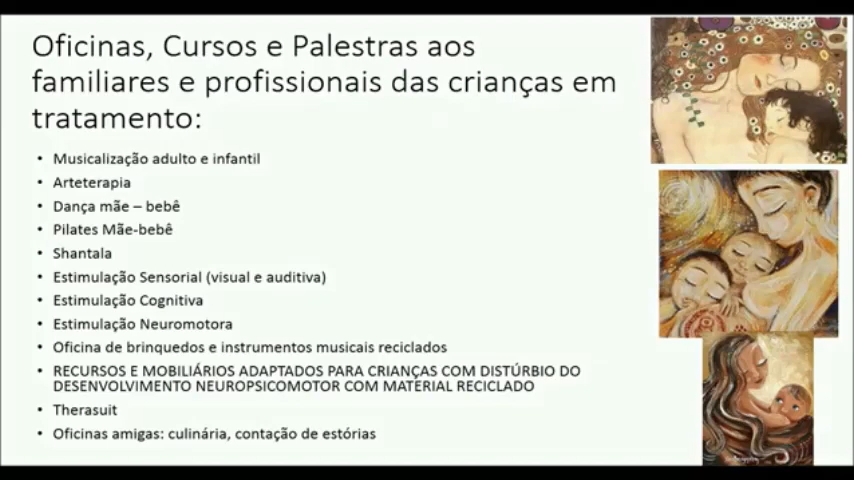 Oficinas, Cursos e Palestras aos
familiares e profissionais das crianças em
tratamento:
• Musicalização adulto e infantil
• Arteterapia
• Dança mãe – bebê
• Pilates Mãe-bebê
• Shantala
• Estimulação Sensorial (visual e auditiva)
• Estimulação Cognitiva
• Estimulação Neuromotora
• Oficina de brinquedos e instrumentos musicais reciclados
• RECURSOS E MOBILIÁRIOS ADAPTADOS PARA CRIANÇAS COM DISTÚRBIO DO
DESENVOLVIMENTO NEUROPSICOMOTOR COM MATERIAL RECICLADO
• Therasuit
• Oficinas amigas: culinária, contação de estórias